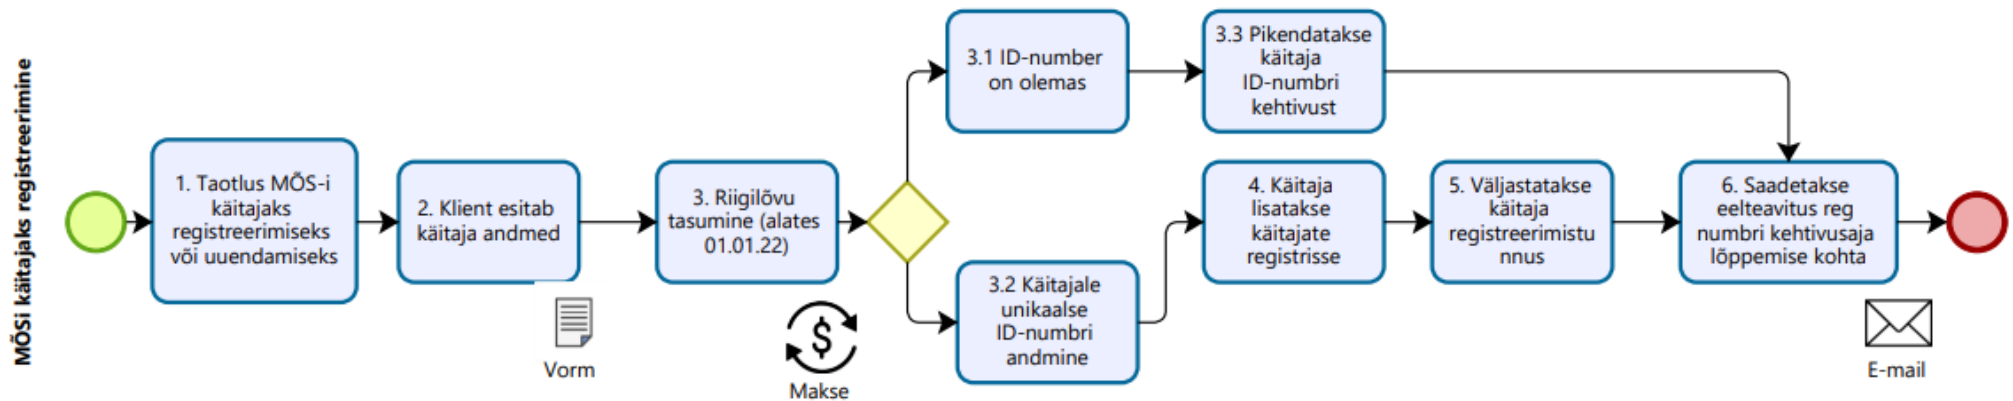 MÕSi käitajaks registreerimine
1. Taotlus MÕS-i
käitajaks
registreerimiseks
või uuendamiseks
2. Klient esitab
käitaja andmed
Vorm
3. Riigilõvu
tasumine (alates
01.01.22)
Makse
3.1 ID-number
on olemas
3.3 Pikendatakse
käitaja
ID-numbri
kehtivust
3.2 Käitajale
unikaalse
ID-numbri
andmine
4. Käitaja
lisatakse
käitajate
registrisse
5. Väljastatakse
käitaja
registreerimistu
nnus
6. Saadetakse
eelteavitus reg
numbri kehtivusaja
lõppemise kohta
E-mail